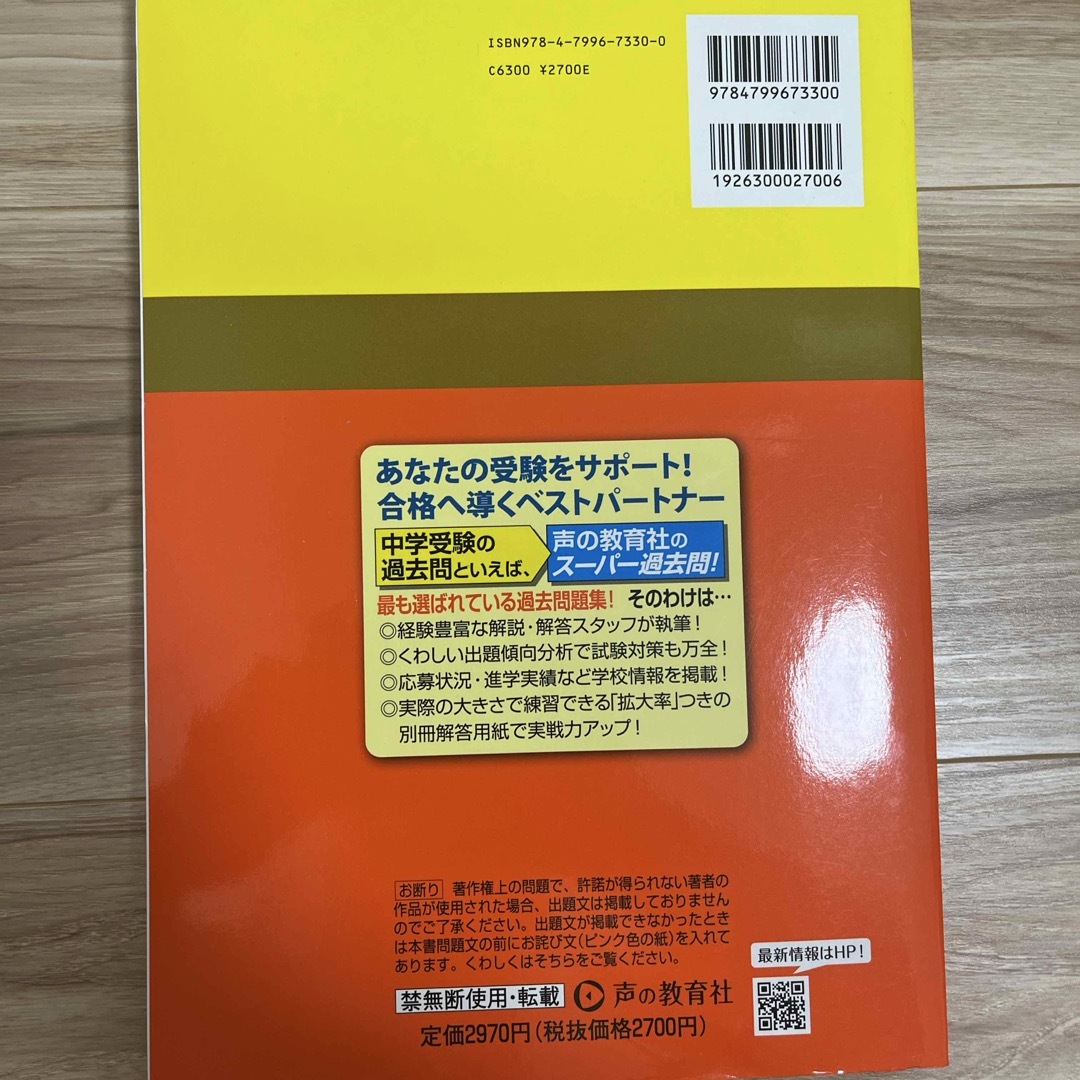 ISBN978-4-7996-7330-0
C6300 ¥2700E
9784799673300
1926300027006
あなたの受験をサポート!
合格へ導くベストパートナー
中学受験の
過去問といえば、
声の教育社の
スーパー過去問!
最も選ばれている過去問題集! そのわけは…
◎経験豊富な解説・解答スタッフが執筆!
◎くわしい出題傾向分析で試験対策も万全!
◎応募状況・進学実績など学校情報を掲載!
◎実際の大きさで練習できる「拡大率」つきの
別冊解答用紙で実戦力アップ!
お断り 著作権上の問題で、許諾が得られない著者の
作品が使用された場合、出題文は掲載しておりません
のでご了承ください。出題文が掲載できなかったとき
は本書問題文の前にお詫び文(ピンク色の紙)を入れて
あります。くわしくはそちらをご覧ください。
最新情報はHP!
禁無断使用・転載 声の教育社
定価2970円(税抜価格2700円)